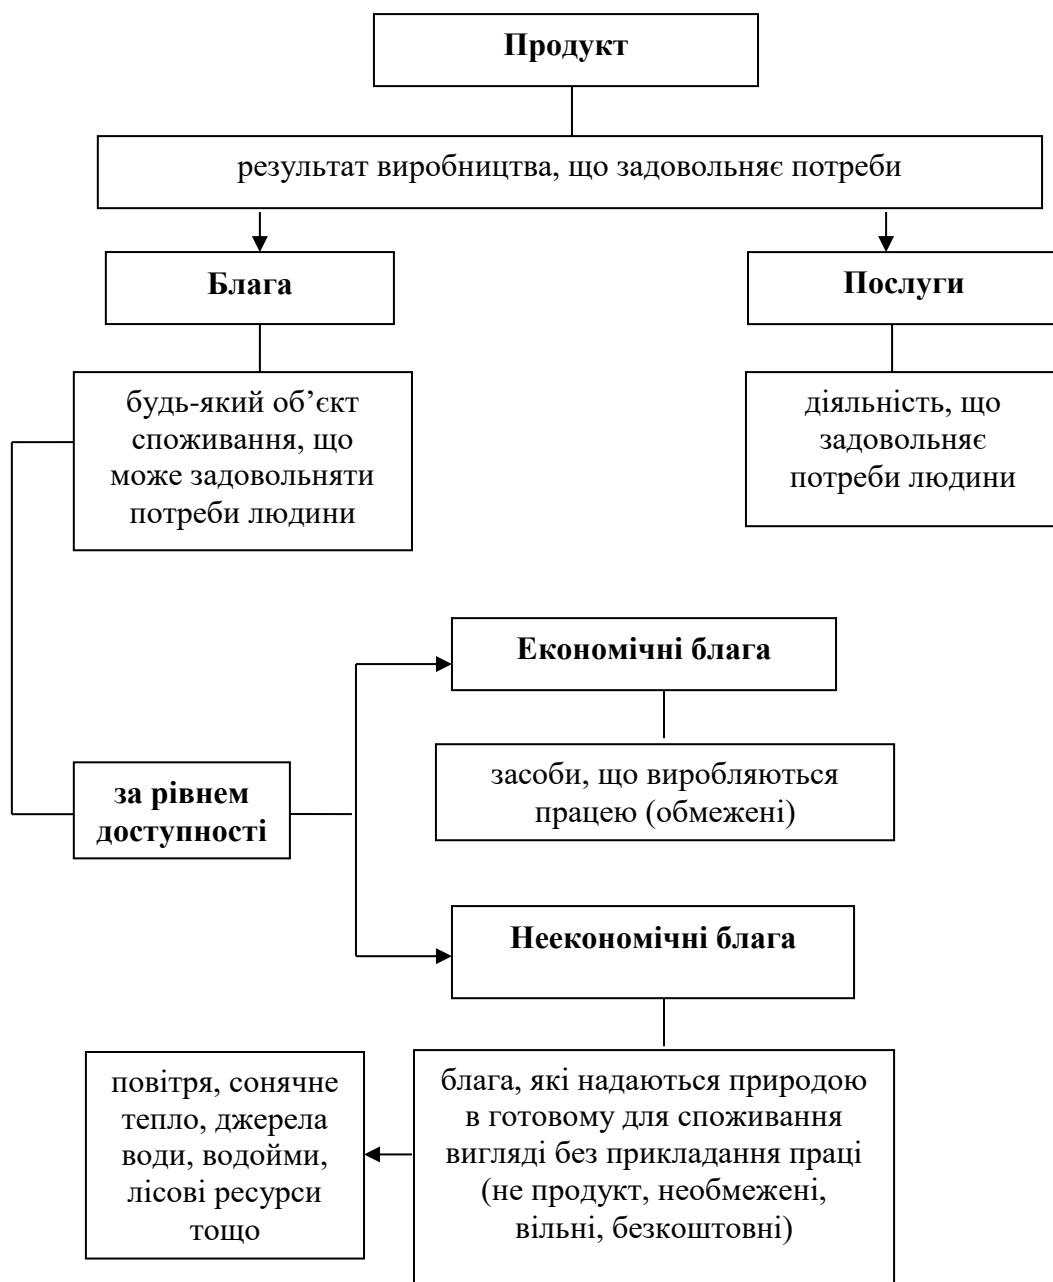 Продукт
результат виробництва, що задовольняє потреби
Блага
Послуги
будь-який об’єкт
споживання, що
може задовольняти
потреби людини
діяльність, що
задовольняє
потреби людини
Економічні блага
засоби, що виробляються
працею (обмежені)
за рівнем
доступності
Неекономічні блага
повітря, сонячне
тепло, джерела
води, водойми,
лісові ресурси
тощо
блага, які надаються природою
в готовому для споживання
вигляді без прикладання праці
(не продукт, необмежені,
вільні, безкоштовні)